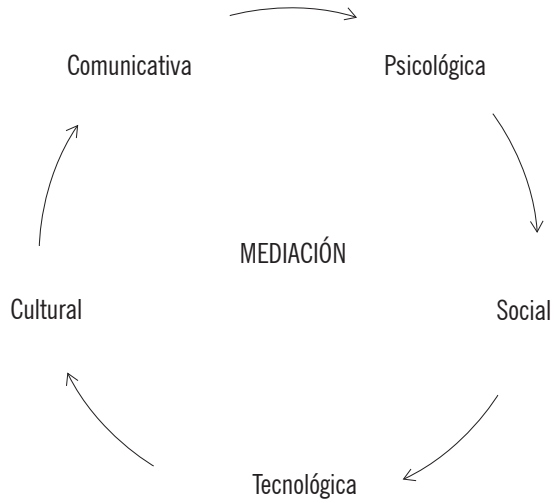 Comunicativa
Psicológica
MEDIACIÓN
Cultural
Social
Tecnológica